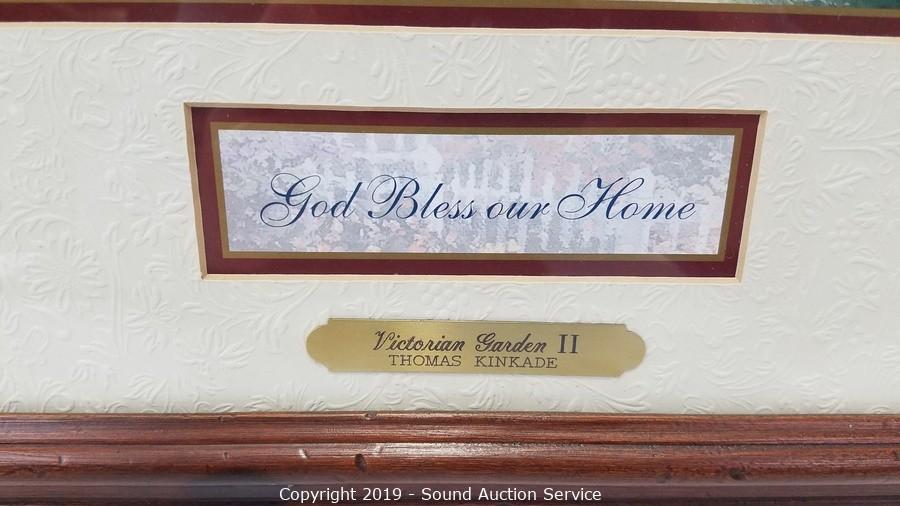 God Bless our Home
Victorian Garden II
THOMAS KINKADE
Copyright 2019 - Sound Auction Service